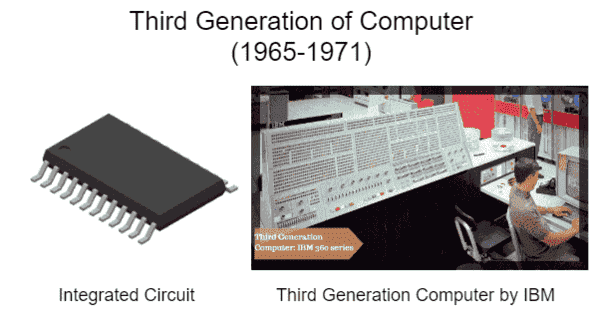 Third Generation of Computer
(1965-1971)
Third Generation
Computer: IBM 360 series
Integrated Circuit
Third Generation Computer by IBM